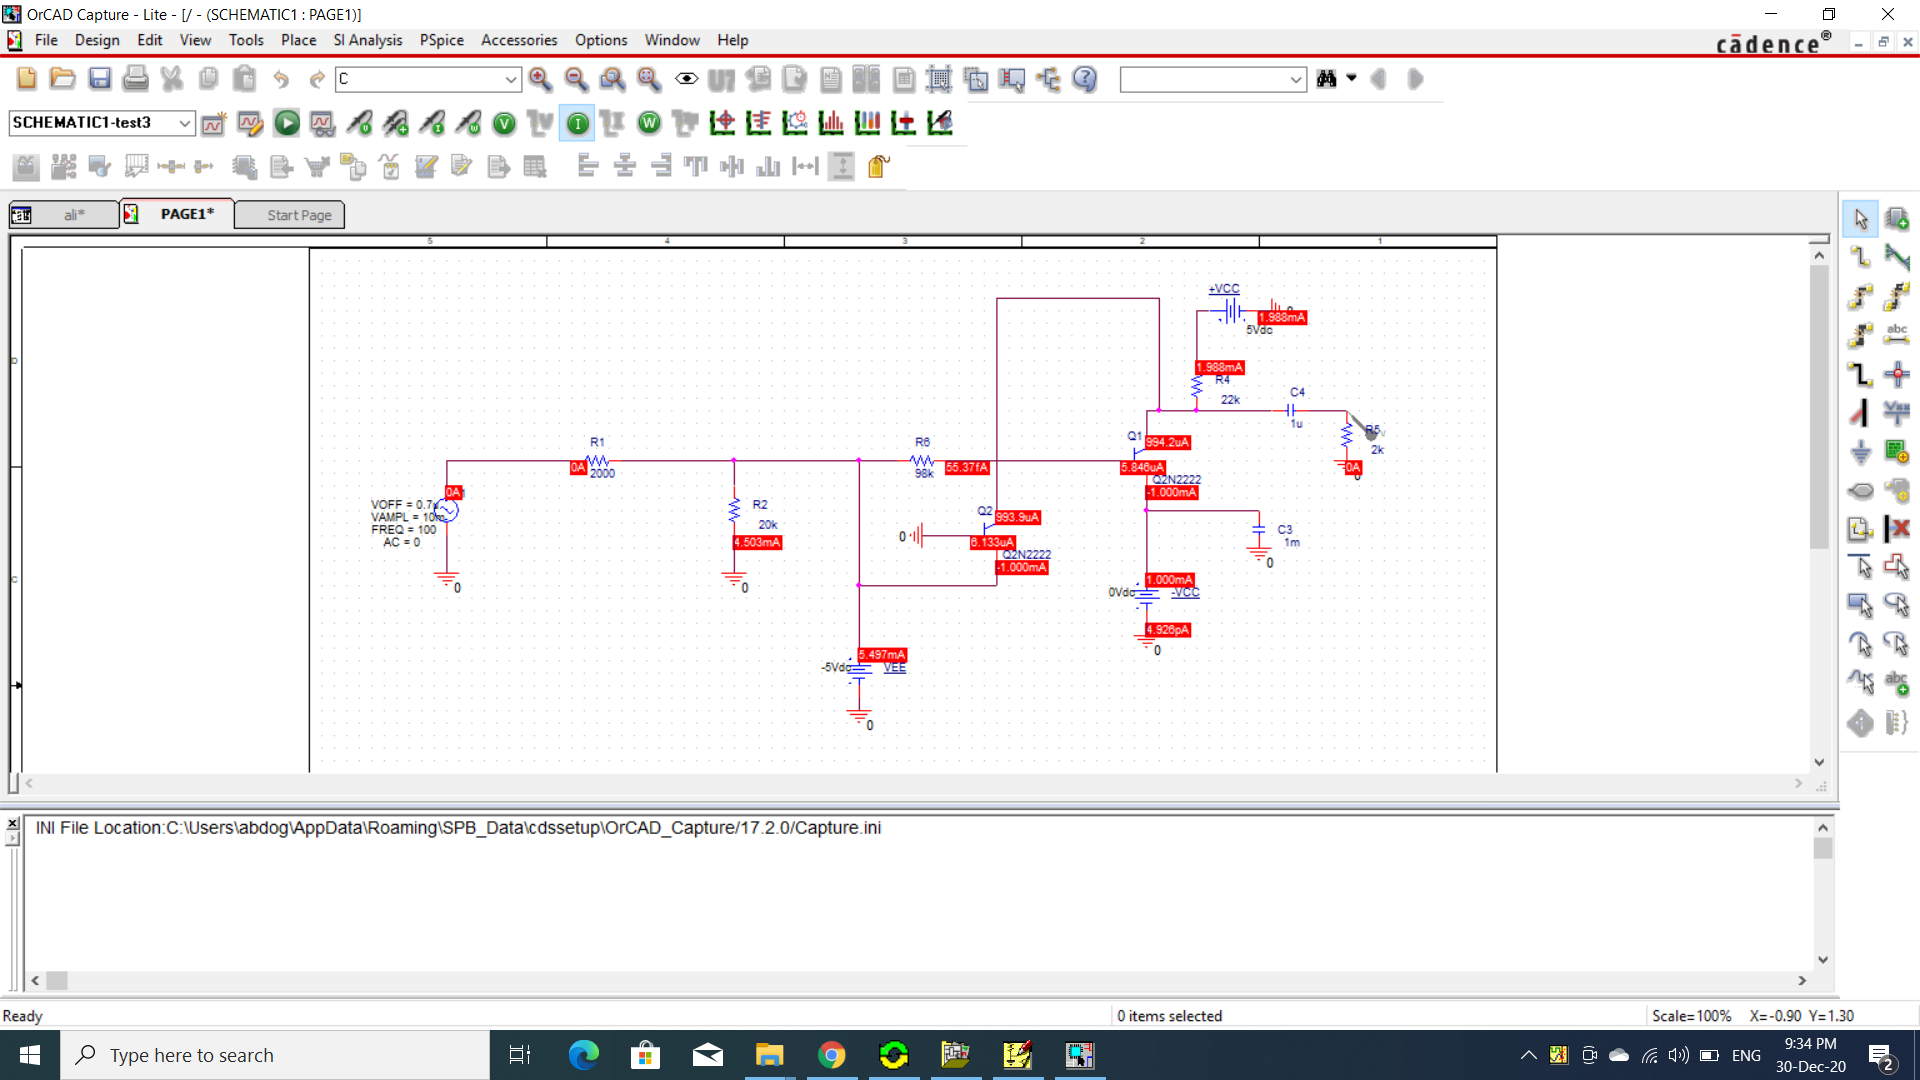 OrCAD Capture - Lite - [/ - (SCHEMATIC1 : PAGE1)]
File Design Edit View Tools Place SI Analysis PSpice Accessories Options Window Help
cādence®
C
SCHEMATIC1-test3
ali*
PAGE1*
Start Page
5 4 3 2 1
D
C
+VCC
5Vdc
1.988mA
1.988mA
R4
22k
C4
1u
R5
2k
0A
0
Q1
994.2uA
5.846uA
Q2N2222
-1.000mA
C3
1m
0
1.000mA
0Vdc
-VCC
4.926pA
0
R1
2000
0A
R6
98k
55.37fA
0A
VOFF = 0.7
VAMPL = 10m
FREQ = 100
AC = 0
0
R2
20k
4.503mA
0
Q2
993.9uA
0
6.133uA
Q2N2222
-1.000mA
5.497mA
-5Vdc
VEE
0
INI File Location:C:\Users\abdog\AppData\Roaming\SPB_Data\cdssetup\OrCAD_Capture/17.2.0/Capture.ini
Ready
0 items selected
Scale=100% X=-0.90 Y=1.30
Type here to search
ENG
9:34 PM
30-Dec-20
2